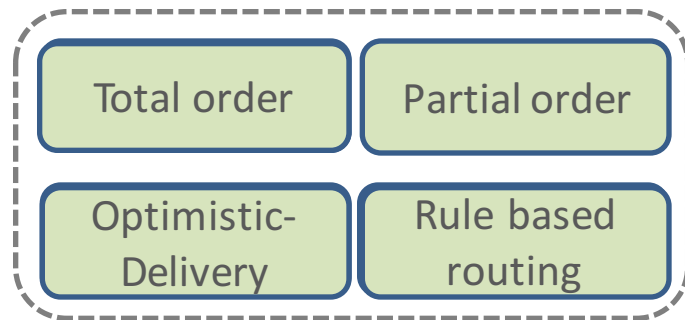 Total order
Partial order
Optimistic-
Delivery
Rule based
routing